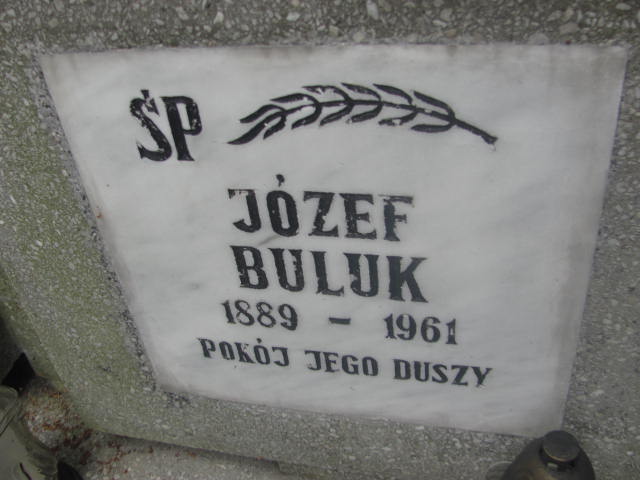 ŚP
JÓZEF
BULUK
1889 - 1961
POKÓJ JEGO DUSZY